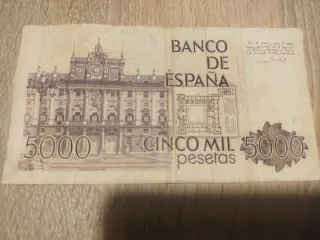 BANCO
DE
ESPAÑA
CINCO MIL
pesetas
5000
5000